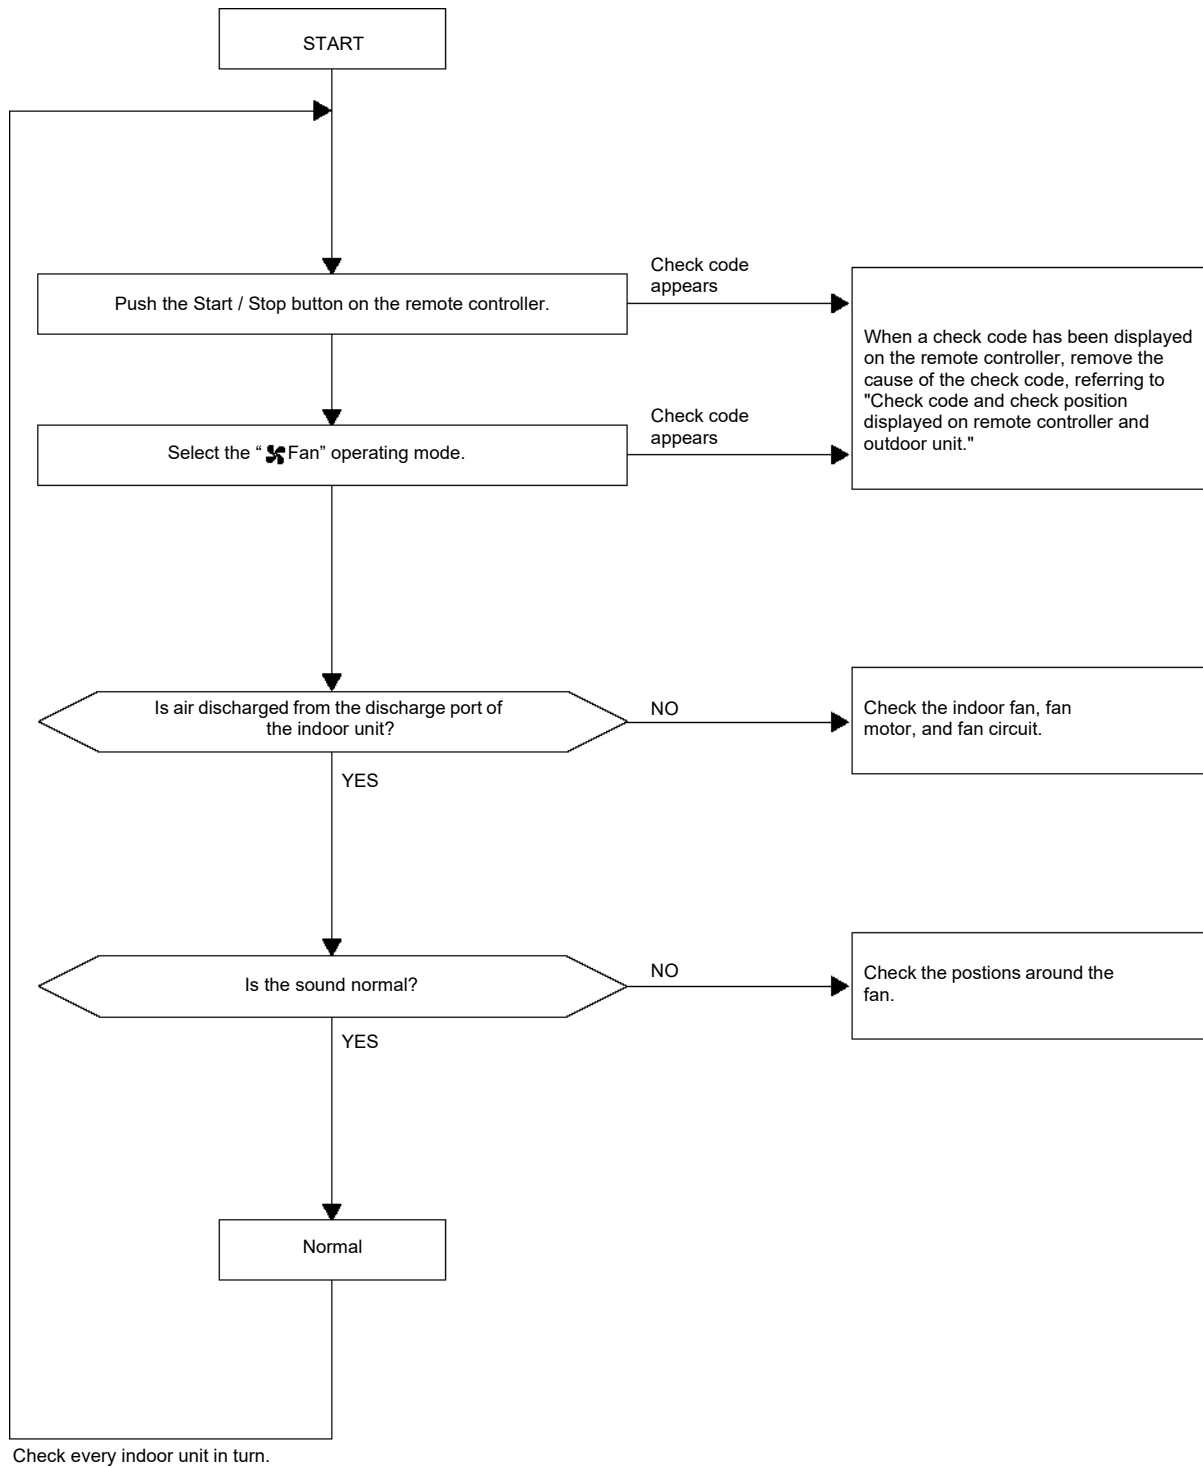 START
Check code
appears
Push the Start / Stop button on the remote controller.
When a check code has been displayed
on the remote controller, remove the
cause of the check code, referring to
"Check code and check position
displayed on remote controller and
outdoor unit."
Check code
appears
Select the “ Fan” operating mode.
Is air discharged from the discharge port of
the indoor unit?
NO
Check the indoor fan, fan
motor, and fan circuit.
YES
Is the sound normal?
NO
Check the postions around the
fan.
YES
Normal
Check every indoor unit in turn.